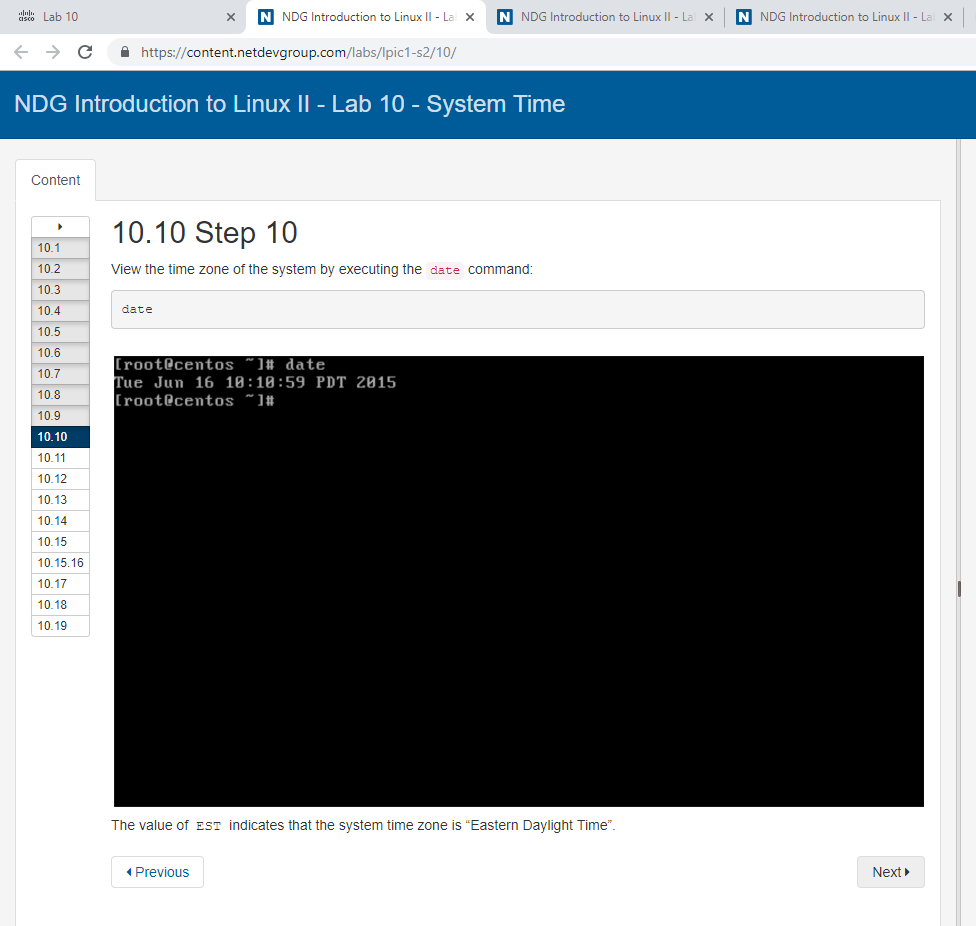 Lab 10
NDG Introduction to Linux II - La
NDG Introduction to Linux II - La
NDG Introduction to Linux II - La
https://content.netdevgroup.com/labs/lpic1-s2/10/
NDG Introduction to Linux II - Lab 10 - System Time
Content
10.1
10.2
10.3
10.4
10.5
10.6
10.7
10.8
10.9
10.10
10.11
10.12
10.13
10.14
10.15
10.15.16
10.17
10.18
10.19
10.10 Step 10
View the time zone of the system by executing the date command:
date
[root@centos ~]# date
Tue Jun 16 10:10:59 PDT 2015
[root@centos ~]#
The value of EST indicates that the system time zone is “Eastern Daylight Time”.
Previous
Next